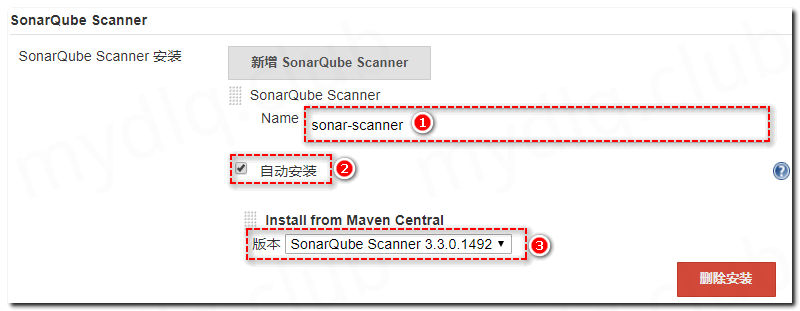 SonarQube Scanner
SonarQube Scanner 安装
新增 SonarQube Scanner
SonarQube Scanner
Name
sonar-scanner
1
自动安装
2
?
Install from Maven Central
版本
SonarQube Scanner 3.3.0.1492
3
删除安装
mydlq.club